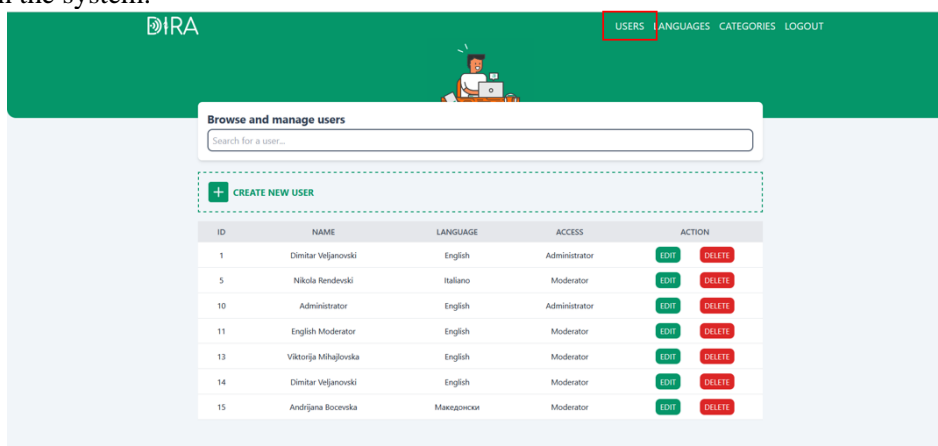 the system.
DIRA
USERS LANGUAGES CATEGORIES LOGOUT
Browse and manage users
Search for a user...
+ CREATE NEW USER
ID NAME LANGUAGE ACCESS ACTION
1 Dimitar Veljanovski English Administrator EDIT DELETE
5 Nikola Rendevski Italiano Moderator EDIT DELETE
10 Administrator English Administrator EDIT DELETE
11 English Moderator English Moderator EDIT DELETE
13 Viktorija Mihajlovska English Moderator EDIT DELETE
14 Dimitar Veljanovski English Moderator EDIT DELETE
15 Andrijana Bocevska Македонски Moderator EDIT DELETE